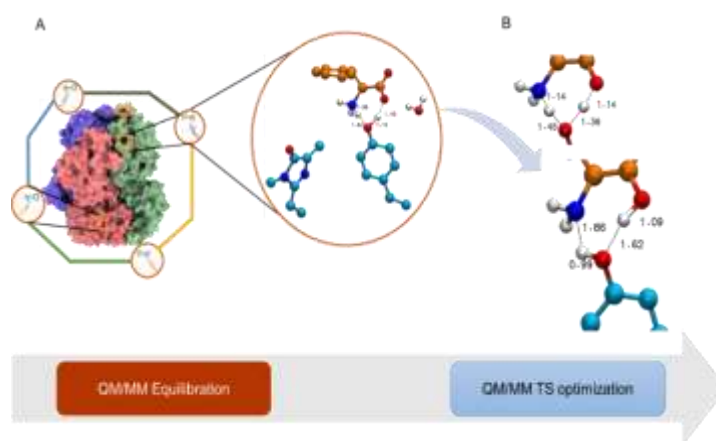 A
B
1-14
1-14
1-45
1-36
1-66
1-09
1-62
0-99
QM/MM Equilibration
QM/MM TS optimization